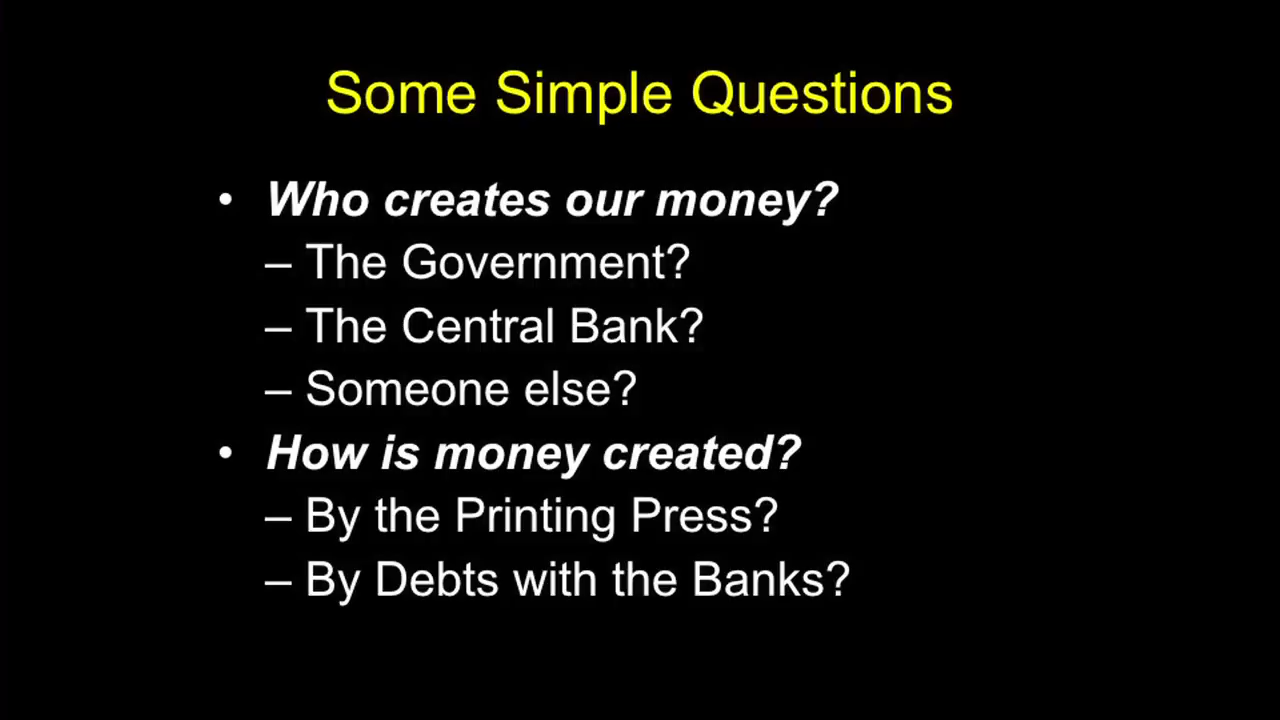 Some Simple Questions
• Who creates our money?
– The Government?
– The Central Bank?
– Someone else?
• How is money created?
– By the Printing Press?
– By Debts with the Banks?